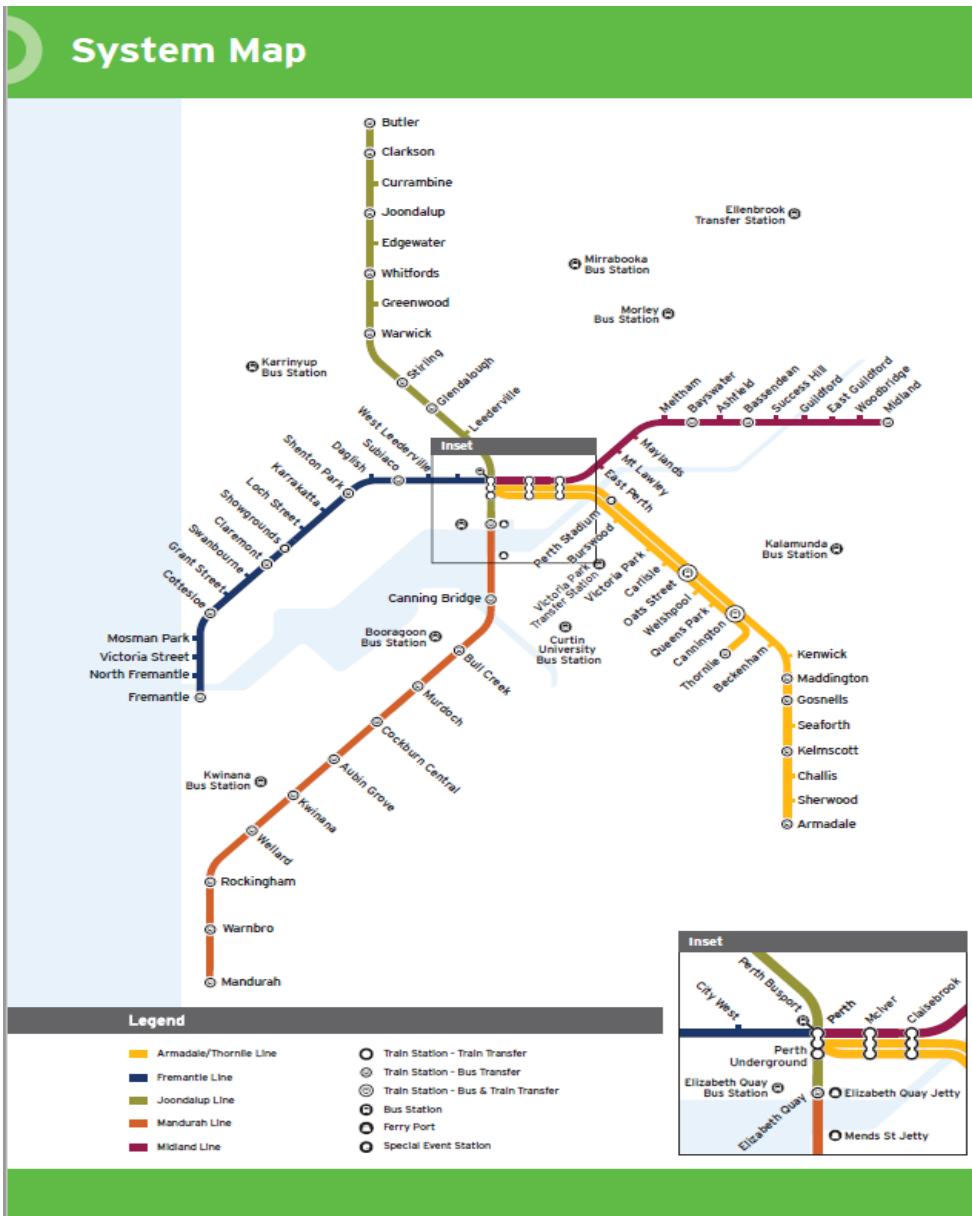 System Map
Butler
Clarkson
Currambine
Joondalup
Edgewater
Whitfords
Greenwood
Warwick
Stirling
Glendalough
Leederville
Ellenbrook
Transfer Station
Mirrabooka
Bus Station
Morley
Bus Station
Karrinyup
Bus Station
Inset
West Leederville
Subiaco
Daglish
Shenton Park
Karrakatta
Loch Street
Showgrounds
Claremont
Swanbourne
Grant Street
Cottesloe
Mosman Park
Victoria Street
North Fremantle
Fremantle
Meltham
Bayswater
Ashfield
Bassendean
Success Hill
Guildford
East Guildford
Woodbridge
Midland
Maylands
Mt Lawley
East Perth
Perth Stadium
Burswood
Victoria Park
Transfer Station
Victoria Park
Carlisle
Oats Street
Welshpool
Queens Park
Cannington
Thornlie
Beckenham
Kalamunda
Bus Station
Kenwick
Maddington
Gosnells
Seaforth
Kelmscott
Challis
Sherwood
Armadale
Canning Bridge
Booragoon
Bus Station
Curtin
University
Bus Station
Bull Creek
Murdoch
Cockburn Central
Aubin Grove
Kwinana
Wellard
Kwinana
Bus Station
Rockingham
Warnbro
Mandurah
Inset
Perth Busport
City West
Perth
McIver
Claisebrook
Perth
Underground
Elizabeth Quay
Bus Station
Elizabeth Quay
Elizabeth Quay Jetty
Mends St Jetty
Legend
Armadale/Thornlie Line
Fremantle Line
Joondalup Line
Mandurah Line
Midland Line
Train Station - Train Transfer
Train Station - Bus Transfer
Train Station - Bus & Train Transfer
Bus Station
Ferry Port
Special Event Station